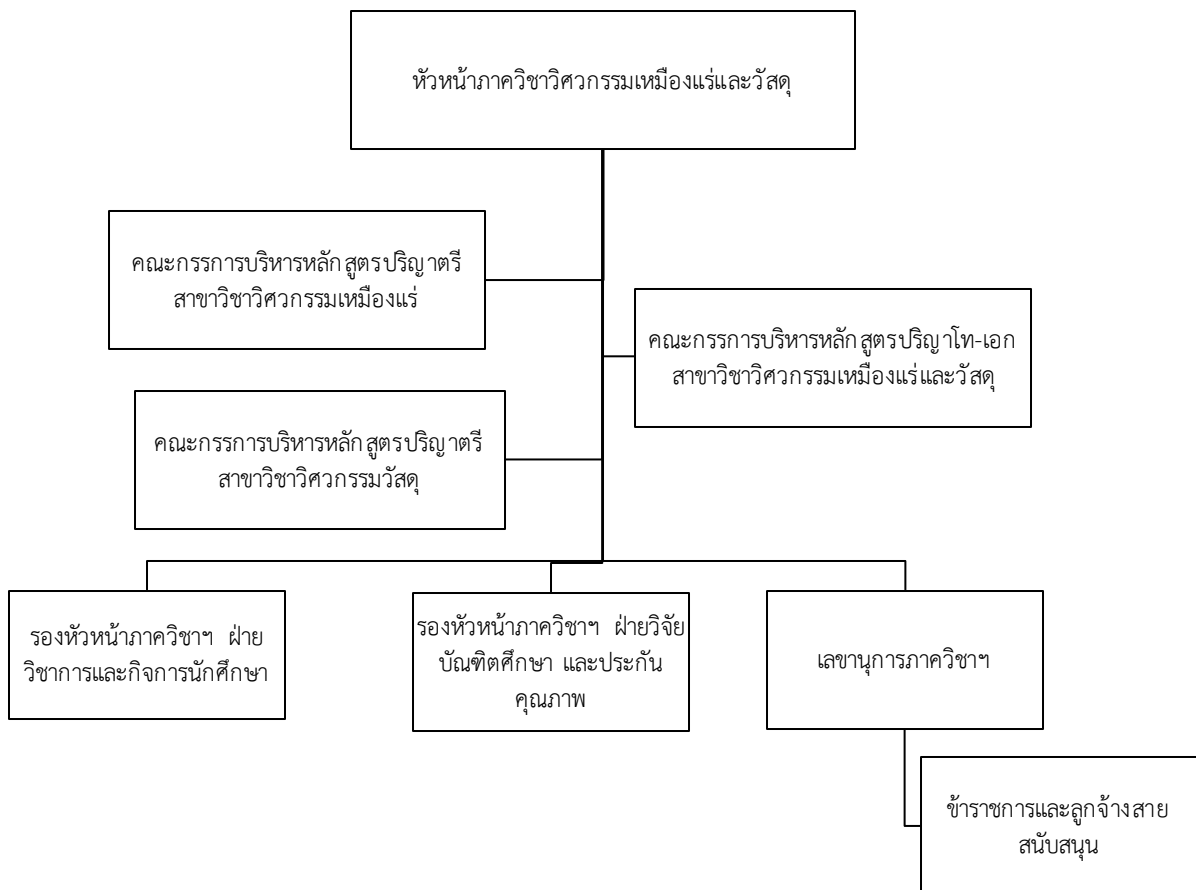 หัวหน้าภาควิชาวิศวกรรมเหมืองแร่และวัสดุ
คณะกรรการบริหารหลักสูตรปริญาตรี
สาขาวิชาวิศวกรรมเหมืองแร่
คณะกรรการบริหารหลักสูตรปริญาโท-เอก
สาขาวิชาวิศวกรรมเหมืองแร่และวัสดุ
คณะกรรการบริหารหลักสูตรปริญาตรี
สาขาวิชาวิศวกรรมวัสดุ
รองหัวหน้าภาควิชาฯ ฝ่าย
วิชาการและกิจการนักศึกษา
รองหัวหน้าภาควิชาฯ ฝ่ายวิจัย
บัณฑิตศึกษา และประกัน
คุณภาพ
เลขานุการภาควิชาฯ
ข้าราชการและลูกจ้างสาย
สนับสนุน